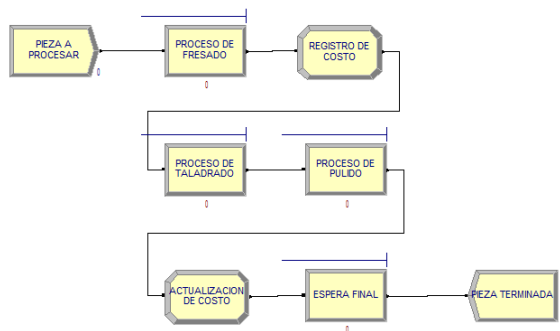 PIEZA A
PROCESAR
0
PROCESO DE
FRESADO
0
REGISTRO DE
COSTO
PROCESO DE
TALADRADO
0
PROCESO DE
PULIDO
0
ACTUALIZACION
DE COSTO
ESPERA FINAL
0
PIEZA TERMINADA